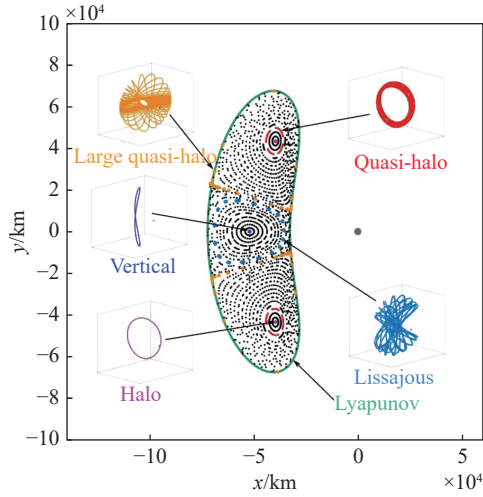 ×10⁴
10
8
6
4
2
0
−2
−4
−6
−8
−10
y/km
Large quasi-halo
Quasi-halo
Vertical
Halo
Lissajous
Lyapunov
−10
−5
0
5
×10⁴
x/km